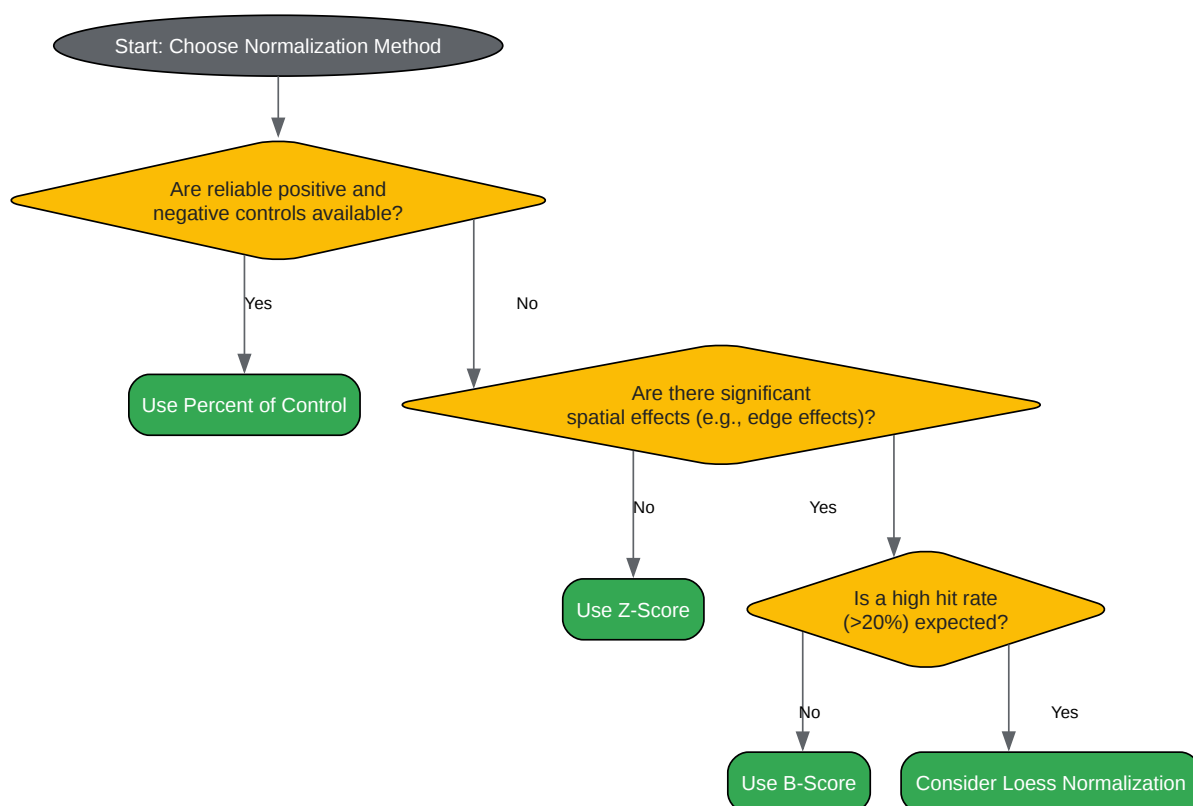 Start: Choose Normalization Method
Are reliable positive and
negative controls available?
Yes
No
Use Percent of Control
Are there significant
spatial effects (e.g., edge effects)?
No
Yes
Use Z-Score
Is a high hit rate
(>20%) expected?
No
Yes
Use B-Score
Consider Loess Normalization